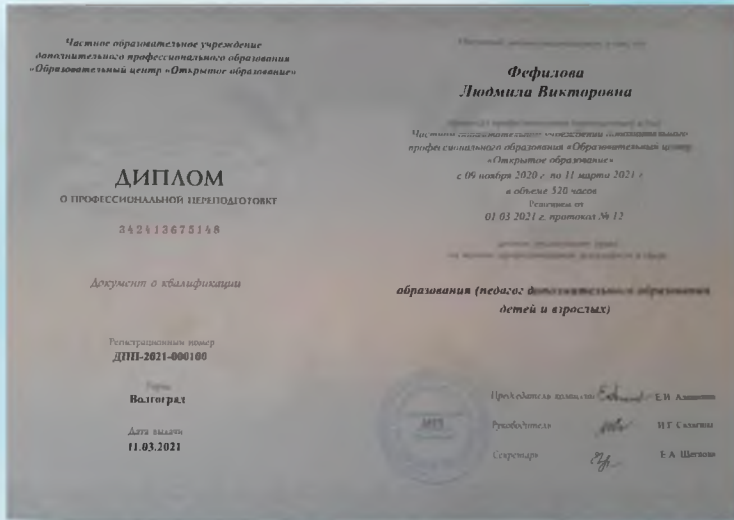 Частное образовательное учреждение
дополнительного профессионального образования
«Образовательный центр «Открытое образование»
ДИПЛОМ
О ПРОФЕССИОНАЛЬНОЙ ПЕРЕПОДГОТОВКЕ
342413675148
Документ о квалификации
Регистрационный номер
ДПП-2021-000100
Город
Волгоград
Дата выдачи
11.03.2021
Фефилова
Людмила Викторовна
Частном образовательном учреждении дополнительного
профессионального образования «Образовательный центр
«Открытое образование»
с 09 ноября 2020 г. по 11 марта 2021 г
в объеме 520 часов
Решением от
01 03 2021 г, протокол № 12
образования (педагог дополнительного образования
детей и взрослых)
Председатель комиссии
Е.И.
М.П.
Руководитель
И.Г.
Секретарь
Е.А.